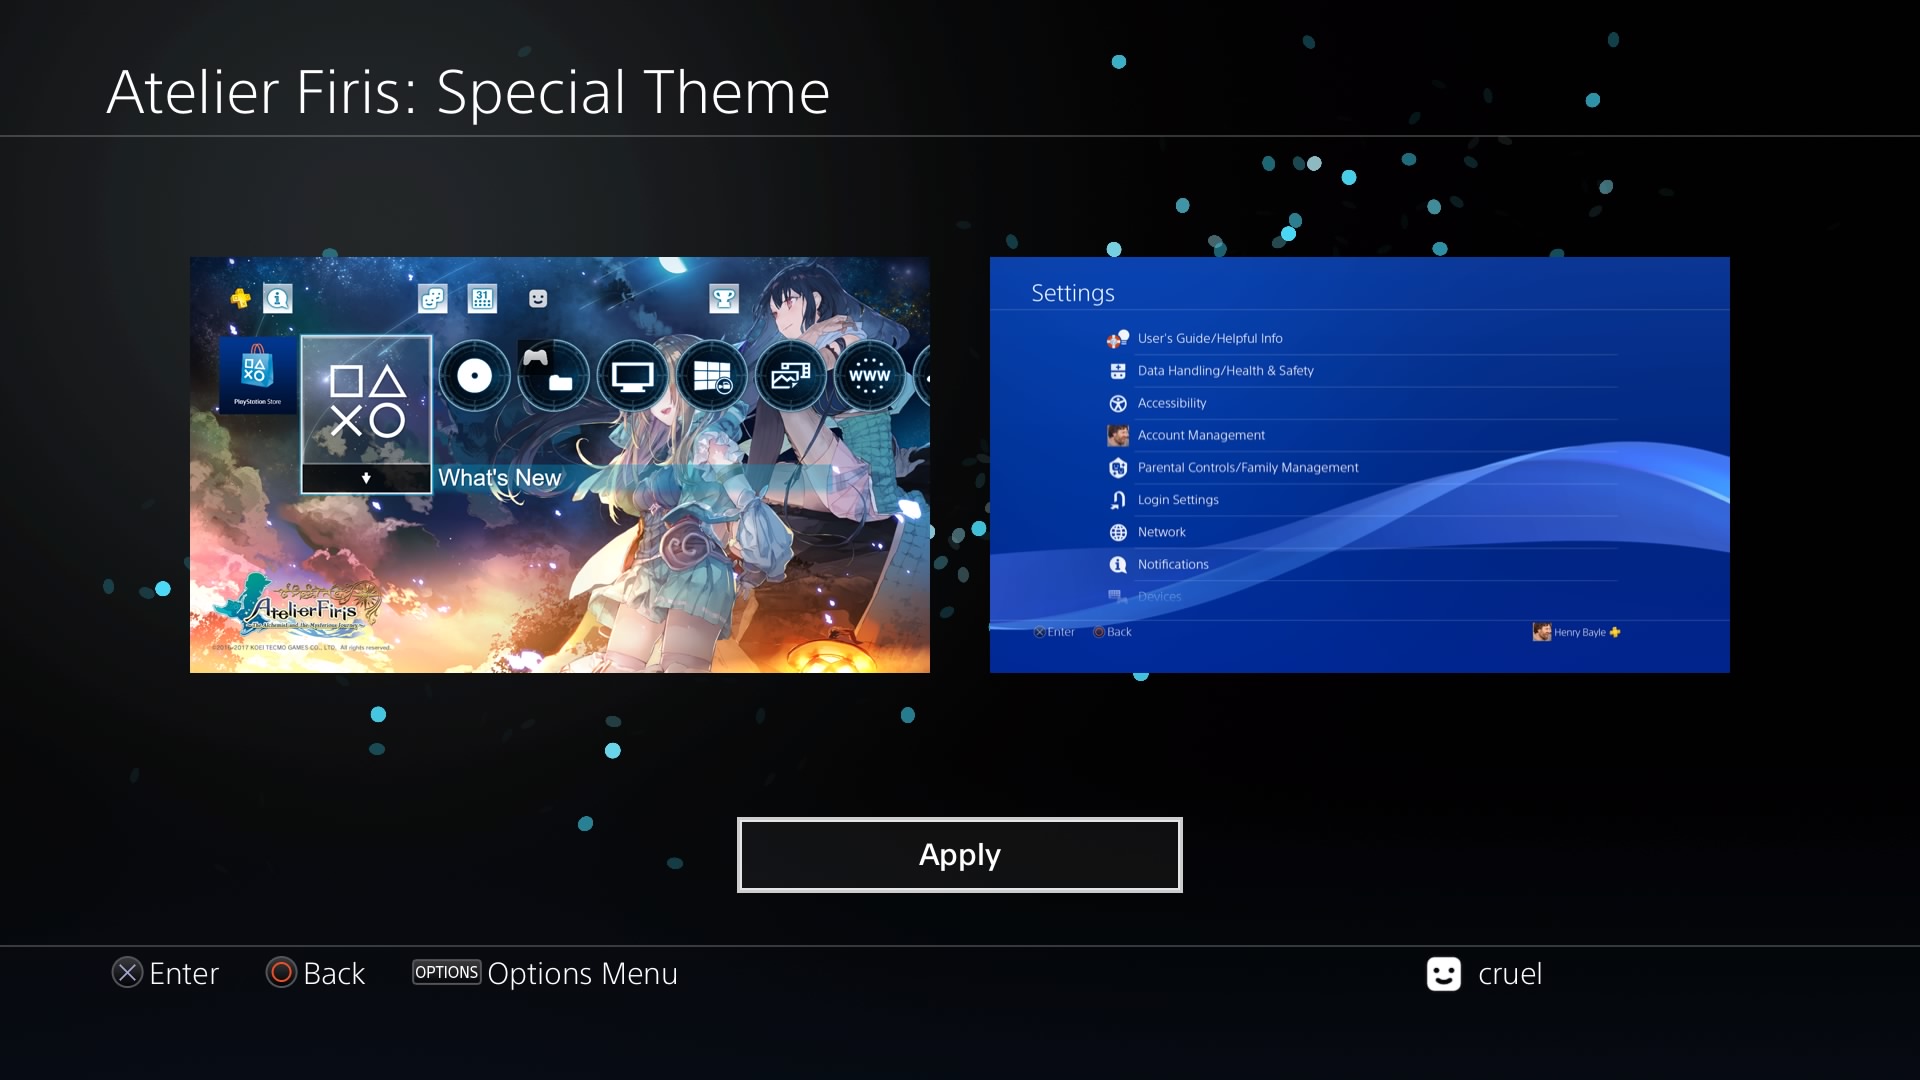 Atelier Firis: Special Theme
31
PlayStation Store
WWW
What's New
Atelier Firis
~The Alchemist and the Mysterious Journey~
©2016-2017 KOEI TECMO GAMES CO., LTD. All rights reserved.
Settings
User's Guide/Helpful Info
Data Handling/Health & Safety
Accessibility
Account Management
Parental Controls/Family Management
Login Settings
Network
Notifications
Devices
Enter
Back
Henry Bayle
Apply
Enter
Back
OPTIONS
Options Menu
cruel